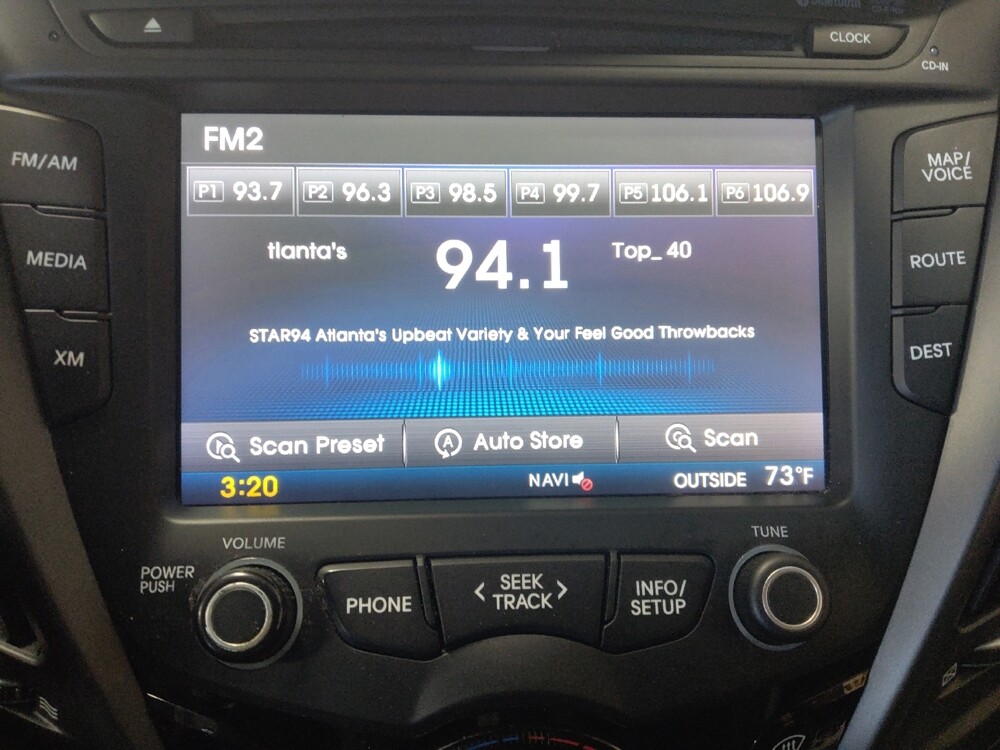 CLOCK
CD-IN
FM/AM
MEDIA
XM
MAP/
VOICE
ROUTE
DEST
FM2
P1 93.7 P2 96.3 P3 98.5 P4 99.7 P5 106.1 P6 106.9
tlanta's 94.1 Top_ 40
STAR94 Atlanta's Upbeat Variety & Your Feel Good Throwbacks
Scan Preset A Auto Store Scan
3:20 NAVI OUTSIDE 73°F
VOLUME
POWER
PUSH
PHONE
< SEEK >
TRACK
INFO/
SETUP
TUNE